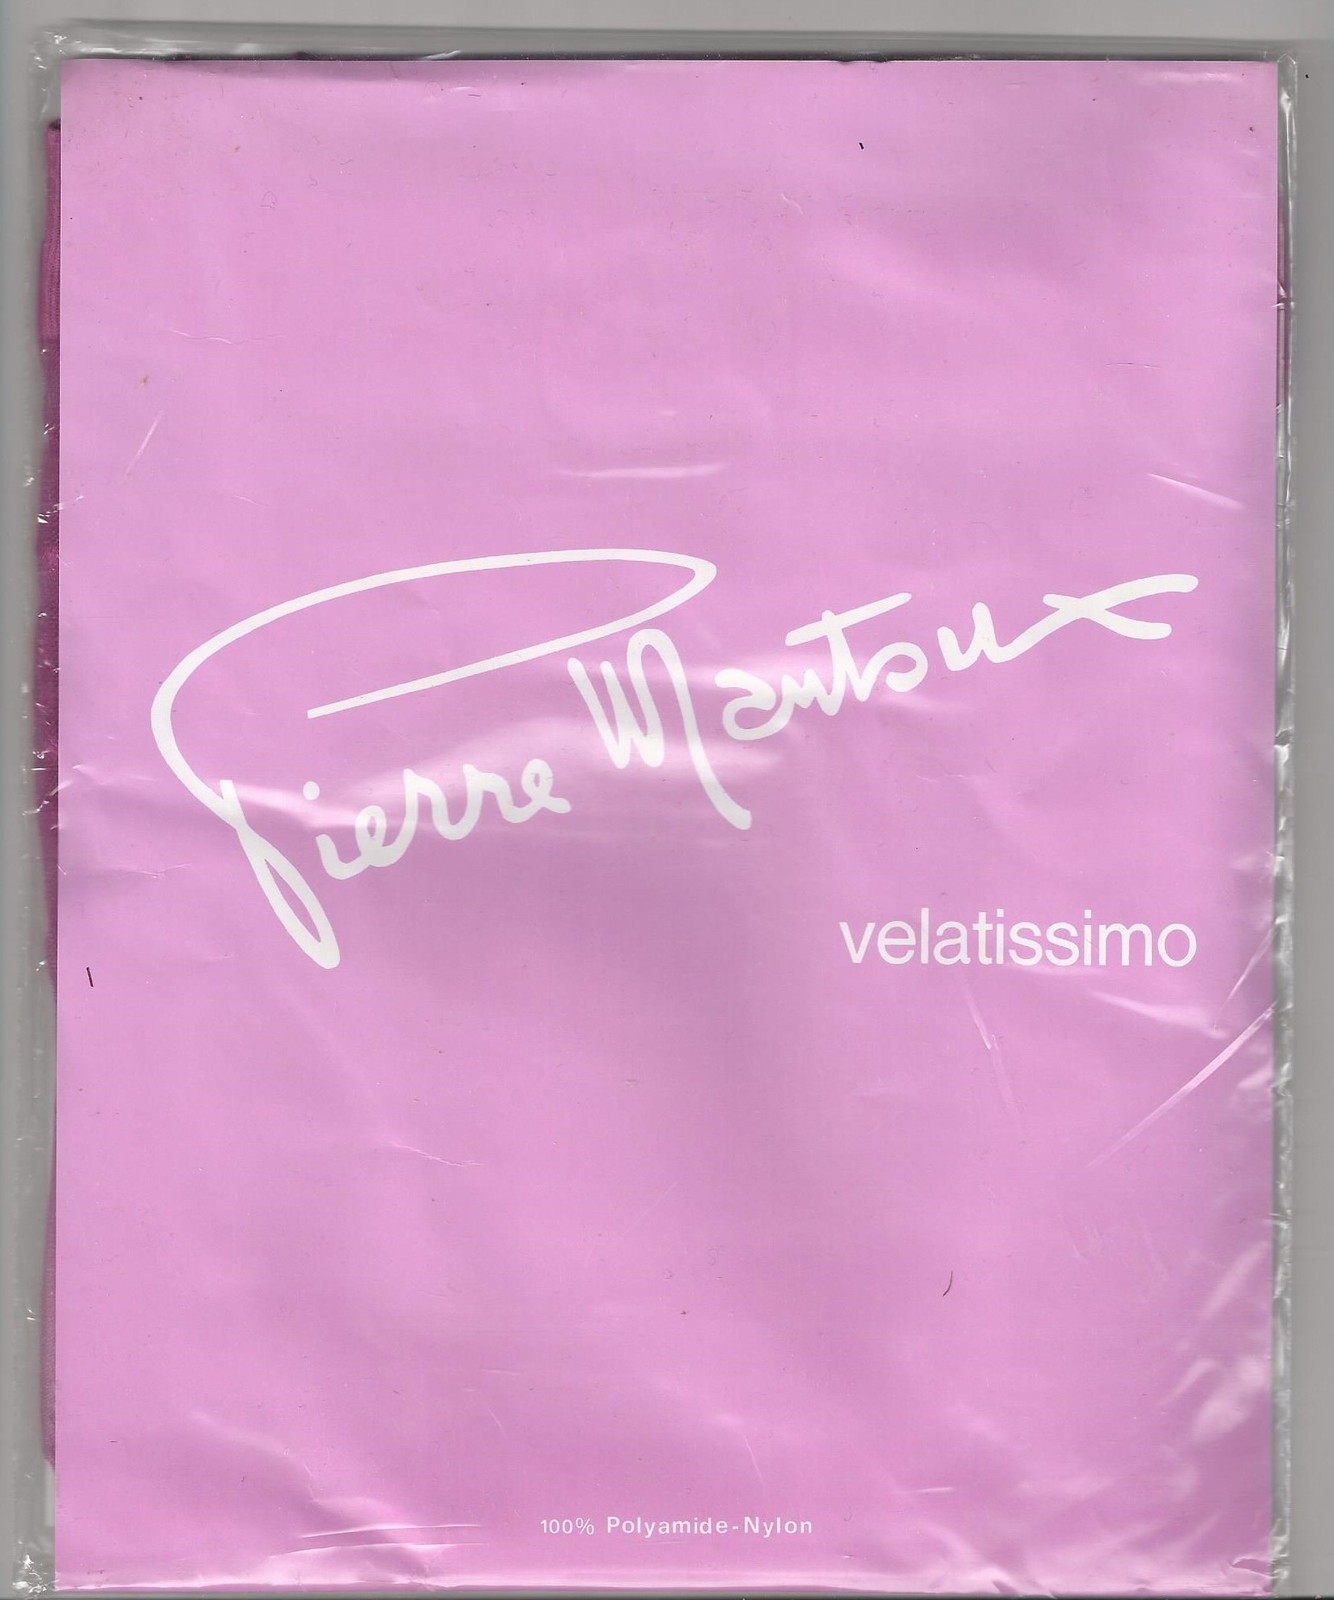 Pierre Mantoux
velatissimo
100% Polyamide-Nylon